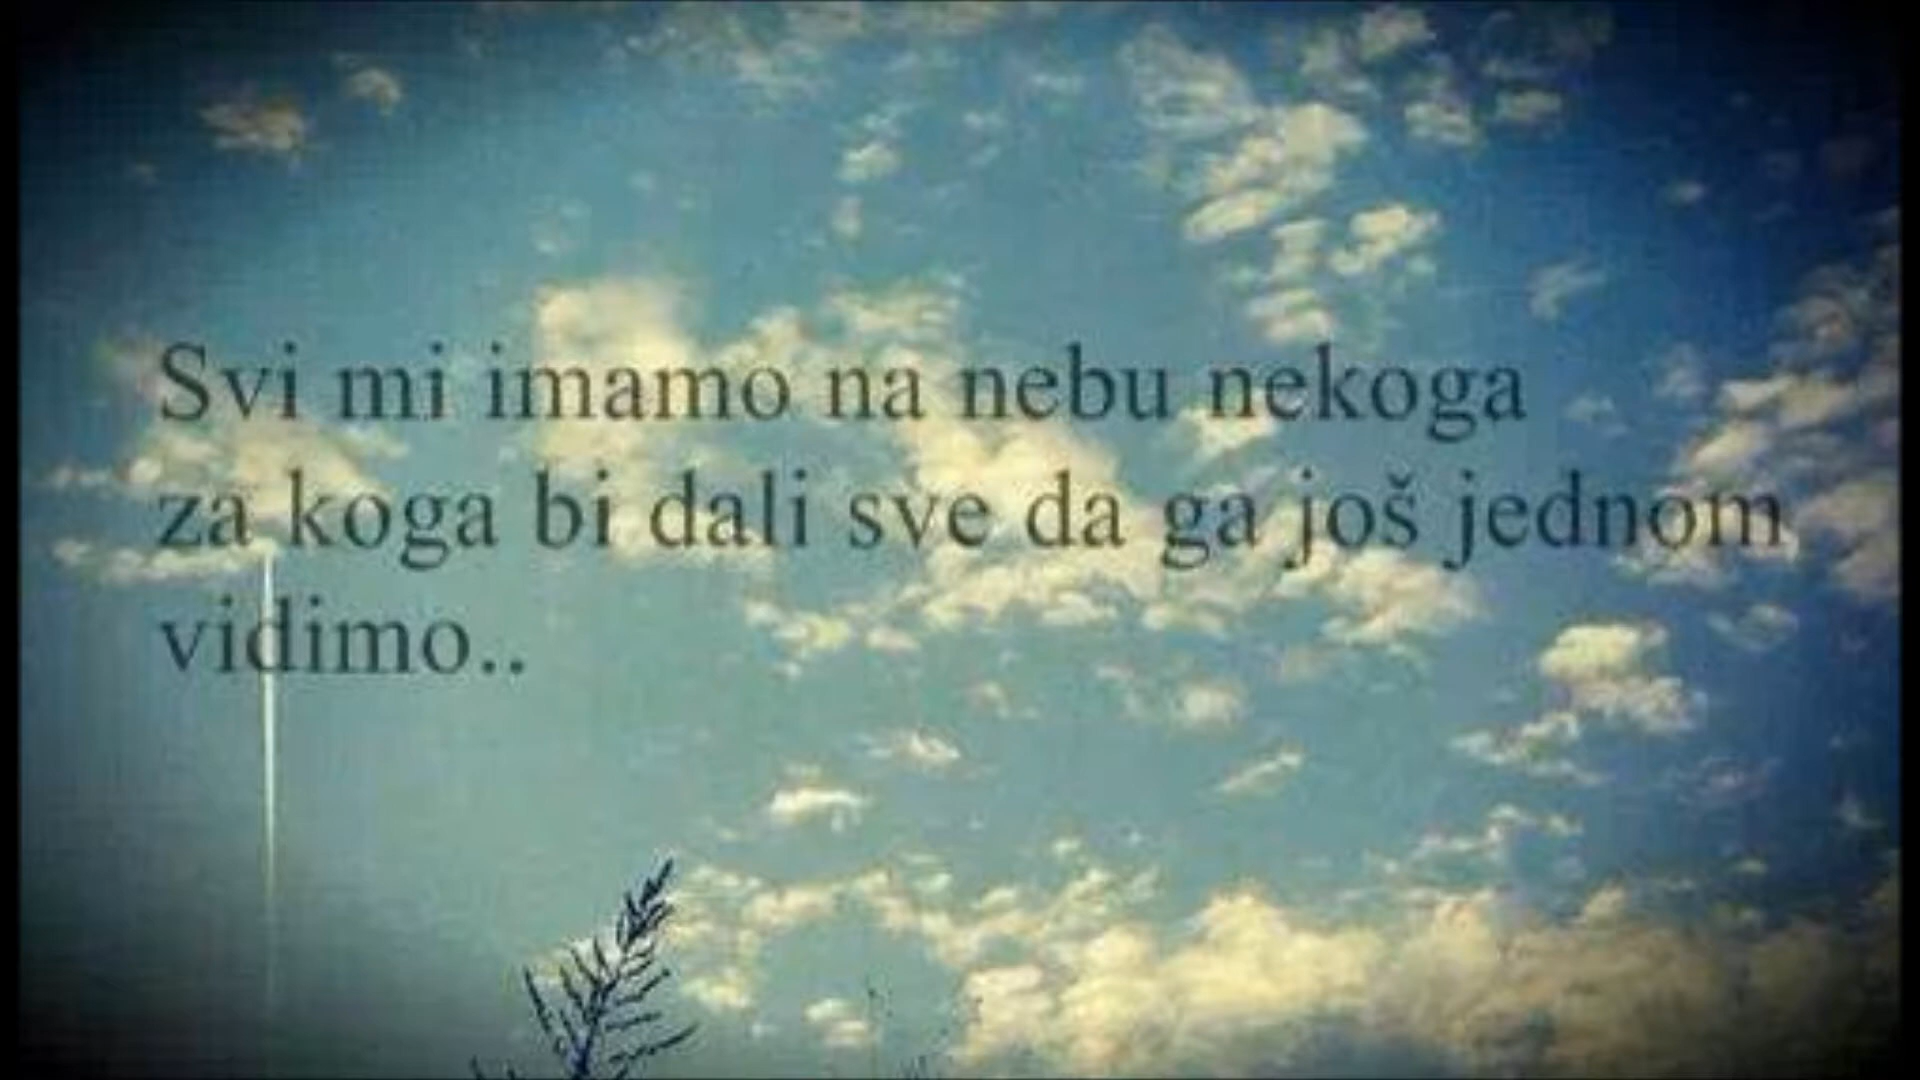 Svi mi imamo na nebu nekoga
za koga bi dali sve da ga još jednom
vidimo..